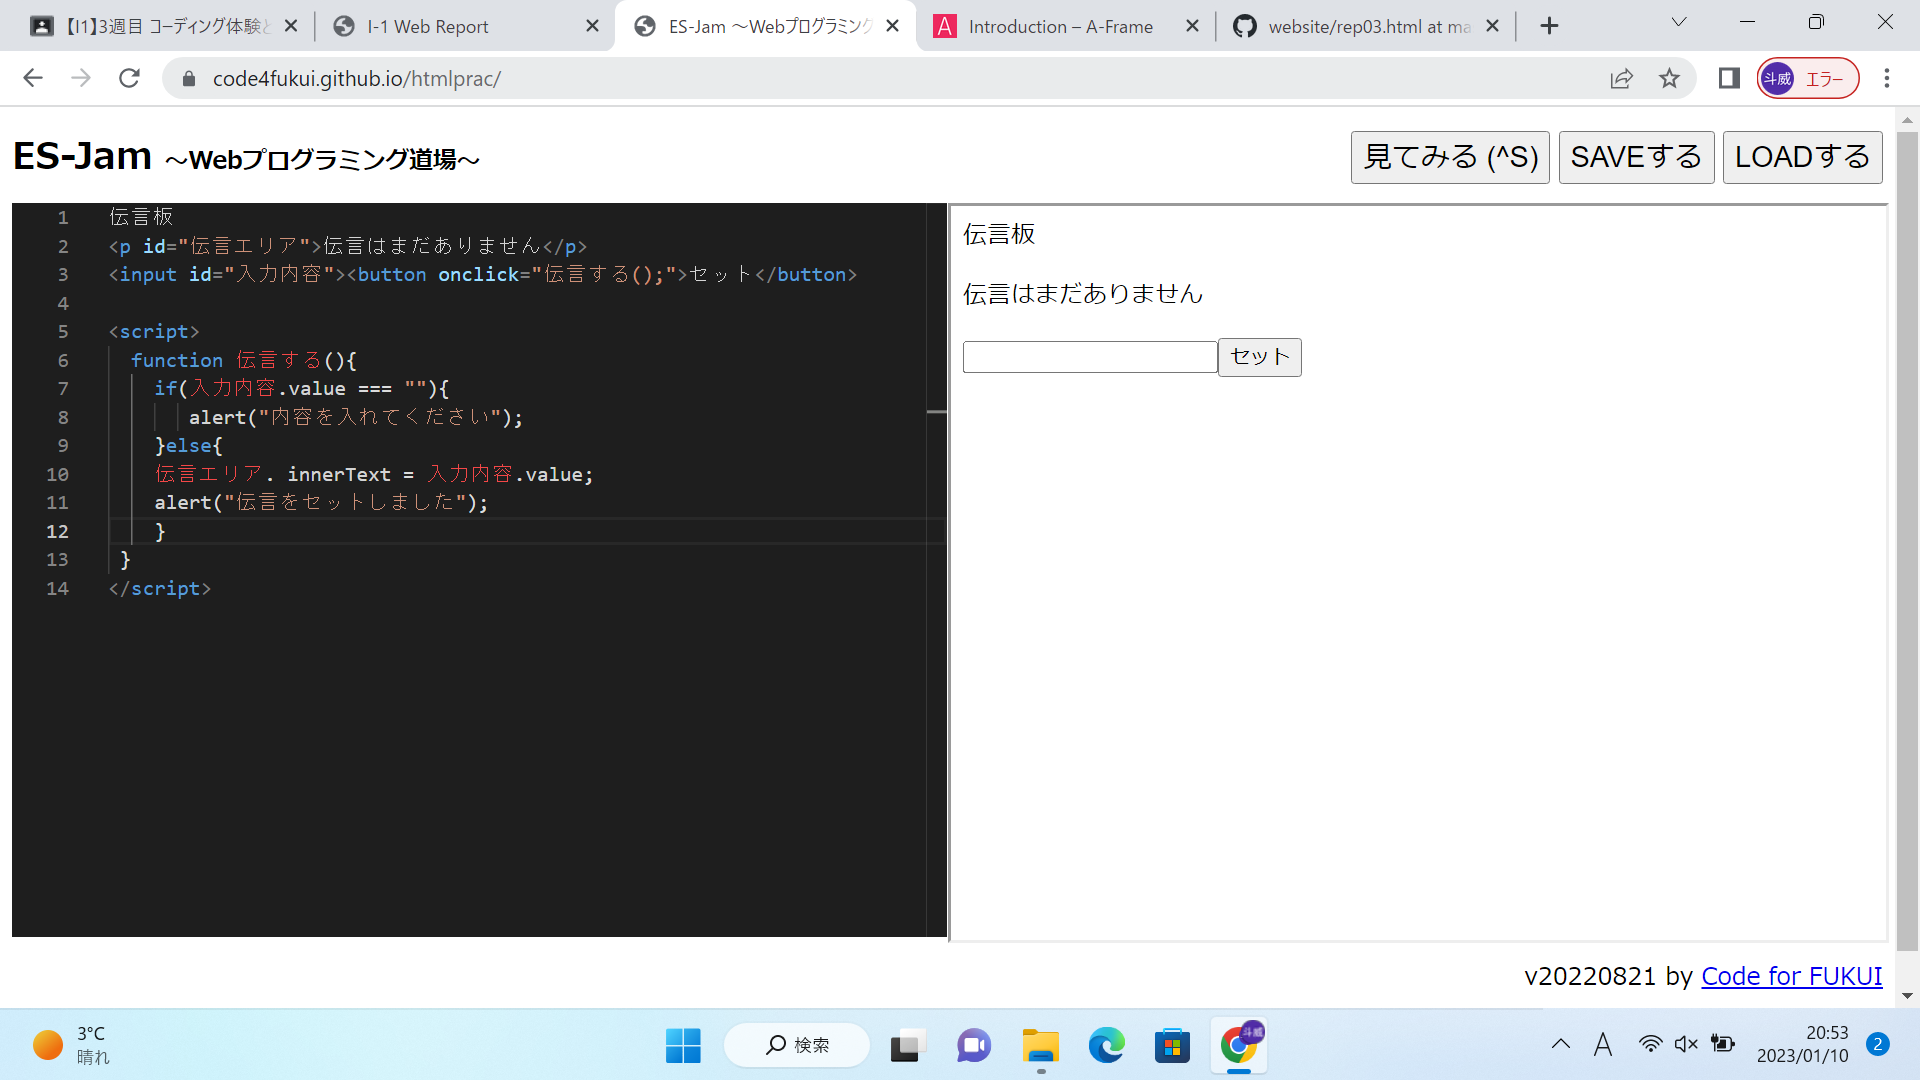 【I1】3週目 コーディング体験と
I-1 Web Report
ES-Jam ～Webプログラミング
Introduction – A-Frame
website/rep03.html at ma
code4fukui.github.io/htmlprac/
斗威 エラー
ES-Jam ～Webプログラミング道場～
見てみる (^S)
SAVEする
LOADする
1 伝言板
2 <p id="伝言エリア">伝言はまだありません</p>
3 <input id="入力内容"><button onclick="伝言する();">セット</button>
4
5 <script>
6 function 伝言する(){
7 if(入力内容.value === ""){
8 alert("内容を入れてください");
9 }else{
10 伝言エリア. innerText = 入力内容.value;
11 alert("伝言をセットしました");
12 }
13 }
14 </script>
伝言板
伝言はまだありません
セット
v20220821 by Code for FUKUI
3°C
晴れ
検索
斗威
A
20:53
2023/01/10
2